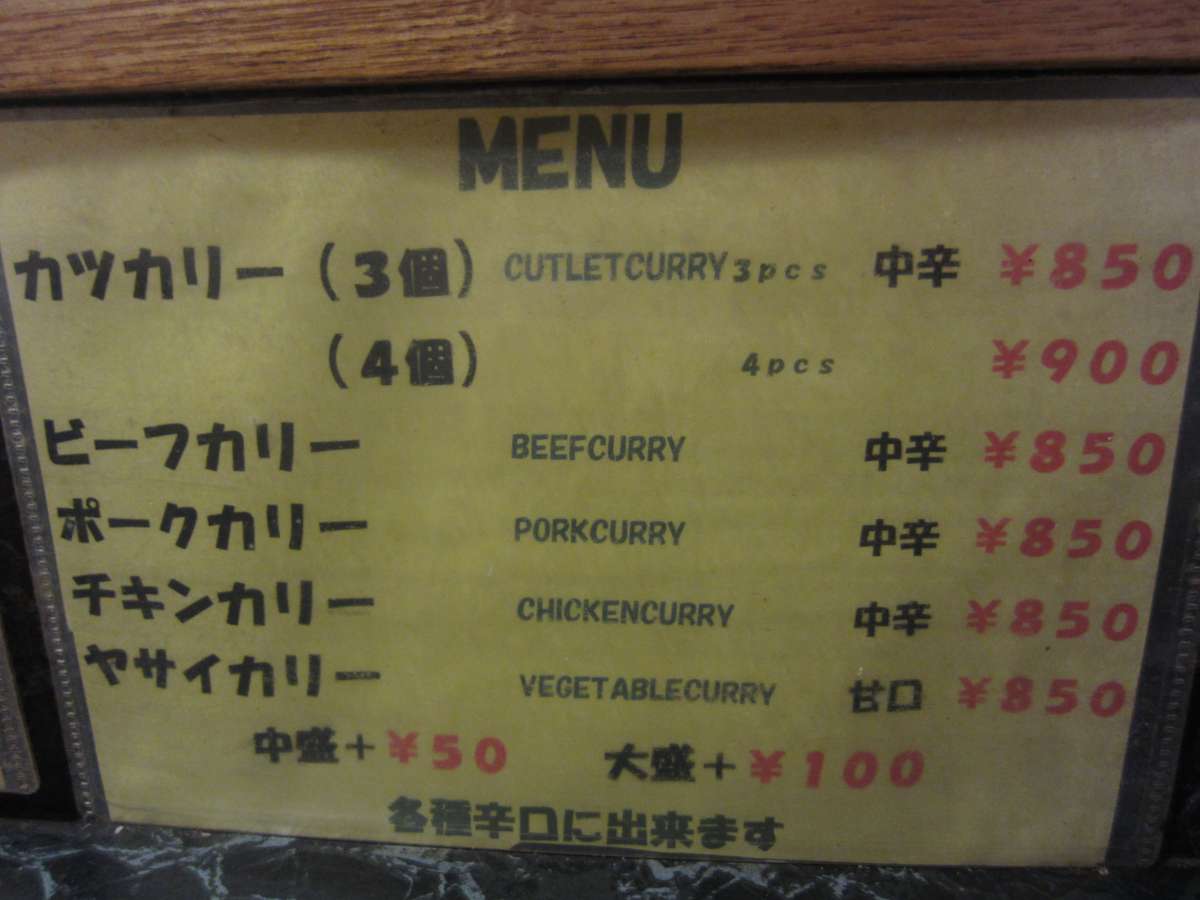 MENU
カツカリー（３個） CUTLETCURRY３ｐｃｓ 中辛 ￥８５０
（４個） ４ｐｃｓ ￥９００
ビーフカリー BEEFCURRY 中辛 ￥８５０
ポークカリー PORKCURRY 中辛 ￥８５０
チキンカリー CHICKENCURRY 中辛 ￥８５０
ヤサイカリー VEGETABLECURRY 甘口 ￥８５０
中盛＋￥５０ 大盛＋￥１００
各種辛口に出来ます